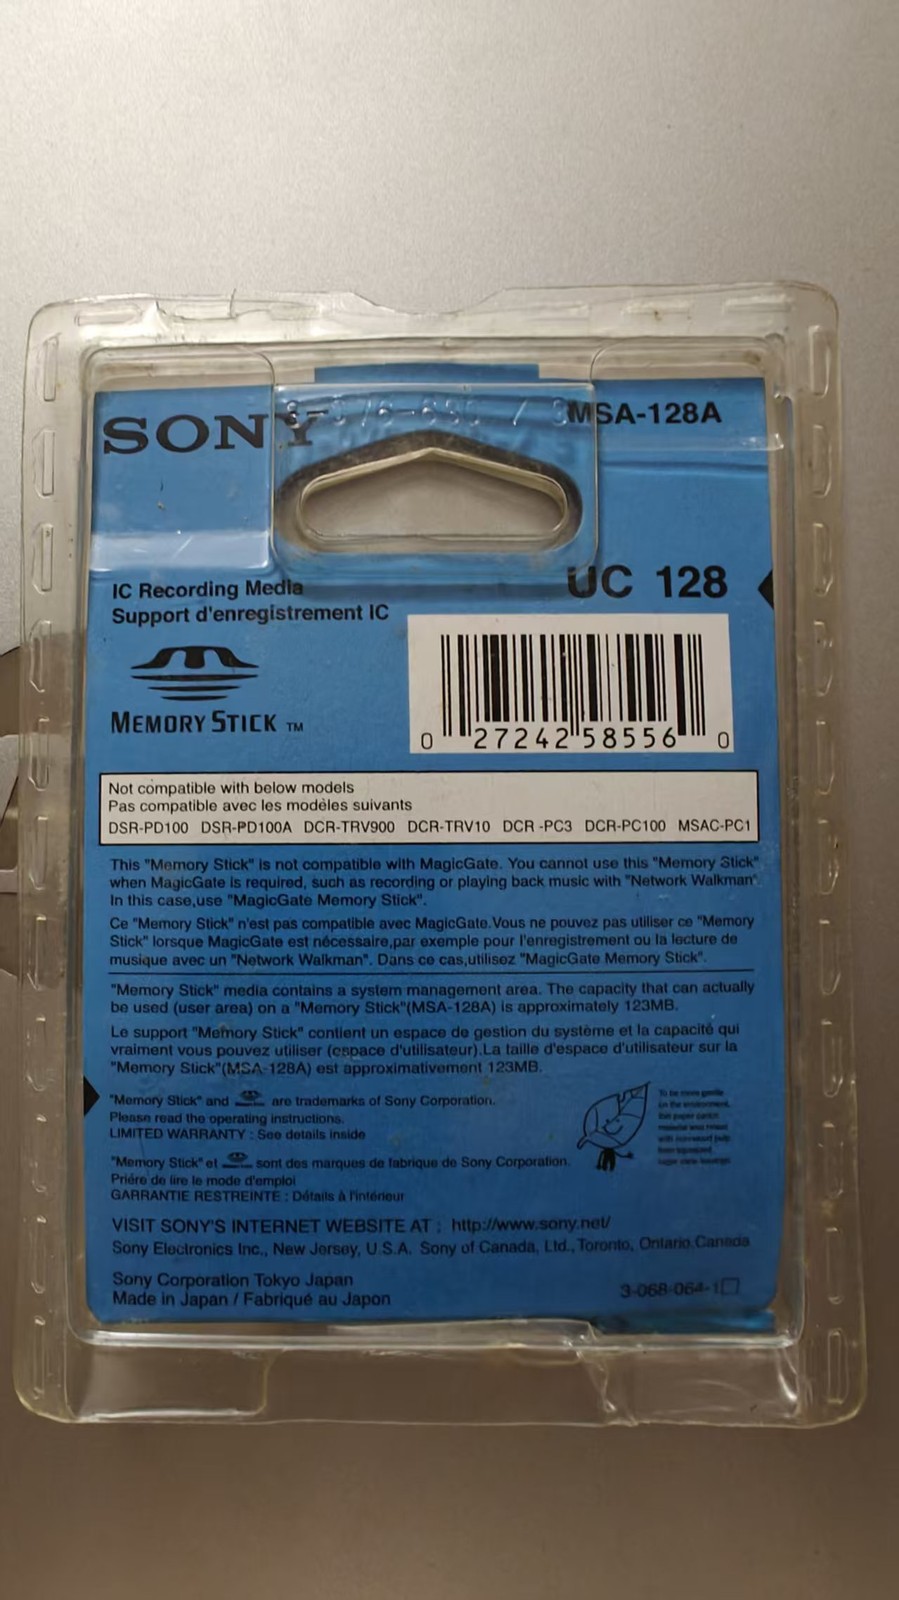 SONY
MSA-128A
IC Recording Media
Support d'enregistrement IC
UC 128
MEMORY STICK TM
0 27242 58556 0
Not compatible with below models
Pas compatible avec les modèles suivants
DSR-PD100 DSR-PD100A DCR-TRV900 DCR-TRV10 DCR -PC3 DCR-PC100 MSAC-PC1
This "Memory Stick" is not compatible with MagicGate. You cannot use this "Memory Stick"
when MagicGate is required, such as recording or playing back music with "Network Walkman".
In this case,use "MagicGate Memory Stick".
Ce "Memory Stick" n'est pas compatible avec MagicGate.Vous ne pouvez pas utiliser ce "Memory
Stick" lorsque MagicGate est nécessaire,par exemple pour l'enregistrement ou la lecture de
musique avec un "Network Walkman". Dans ce cas,utilisez "MagicGate Memory Stick".
"Memory Stick" media contains a system management area. The capacity that can actually
be used (user area) on a "Memory Stick"(MSA-128A) is approximately 123MB.
Le support "Memory Stick" contient un espace de gestion du système et la capacité qui
vraiment vous pouvez utiliser (espace d'utilisateur).La taille d'espace d'utilisateur sur la
"Memory Stick"(MSA-128A) est approximativement 123MB.
"Memory Stick" and are trademarks of Sony Corporation.
Please read the operating instructions.
LIMITED WARRANTY : See details inside
"Memory Stick" et sont des marques de fabrique de Sony Corporation.
Prière de lire le mode d'emploi
GARRANTIE RESTREINTE : Détails à l'intérieur
To be more gentle
on the environment,
VISIT SONY'S INTERNET WEBSITE AT : http://www.sony.net/
Sony Electronics Inc., New Jersey, U.S.A. Sony of Canada, Ltd., Toronto, Ontario.Canada
Sony Corporation Tokyo Japan
Made in Japan / Fabriqué au Japon
3-068-064-1